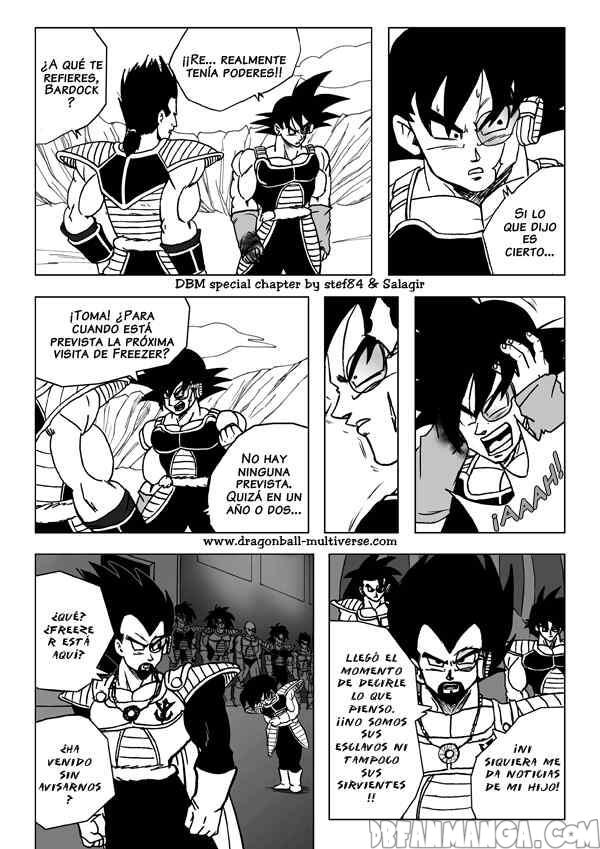 ¿A QUÉ TE
REFIERES,
BARDOCK
?
¡¡RE... REALMENTE
TENÍA PODERES!!
SI LO
QUE DIJO
ES
CIERTO...
DBM special chapter by stef84 & Salagir
¡TOMA! ¿PARA
CUANDO ESTÁ
PREVISTA LA PRÓXIMA
VISITA DE FREEZER?
NO HAY
NINGUNA
PREVISTA.
QUIZÁ EN UN
AÑO O DOS...
¡AAAH!
www.dragonball-multiverse.com
¿QUÉ?
¿FREEZE
R ESTÁ
AQUÍ?
¿HA
VENIDO
SIN
AVISARNOS?
LLEGÓ EL
MOMENTO
DE DECIRLE
LO QUE
PIENSO.
¡¡NO SOMOS
SUS
ESCLAVOS NI
TAMPOCO
SUS
SIRVIENTES
!!
¡NI
SIQUIERA ME
DA NOTICIAS
DE MI HIJO!
DBFANMANGA.COM